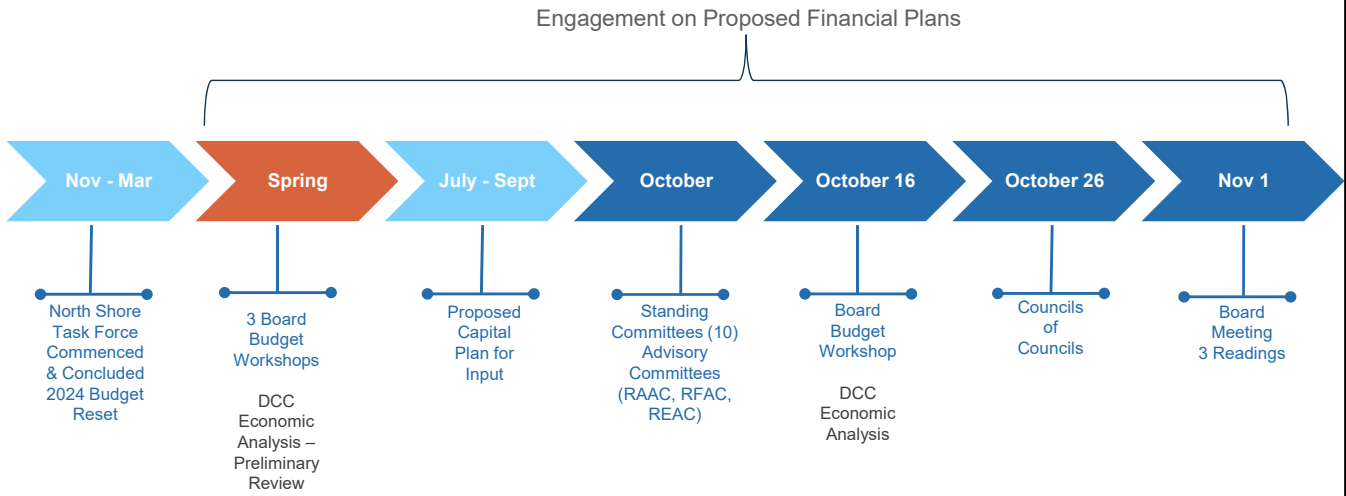 Engagement on Proposed Financial Plans
Nov - Mar
Spring
July - Sept
October
October 16
October 26
Nov 1
North Shore
Task Force
Commenced
& Concluded
2024 Budget
Reset
3 Board
Budget
Workshops
DCC
Economic
Analysis –
Preliminary
Review
Proposed
Capital
Plan for
Input
Standing
Committees (10)
Advisory
Committees
(RAAC, RFAC,
REAC)
Board
Budget
Workshop
DCC
Economic
Analysis
Councils
of
Councils
Board
Meeting
3 Readings